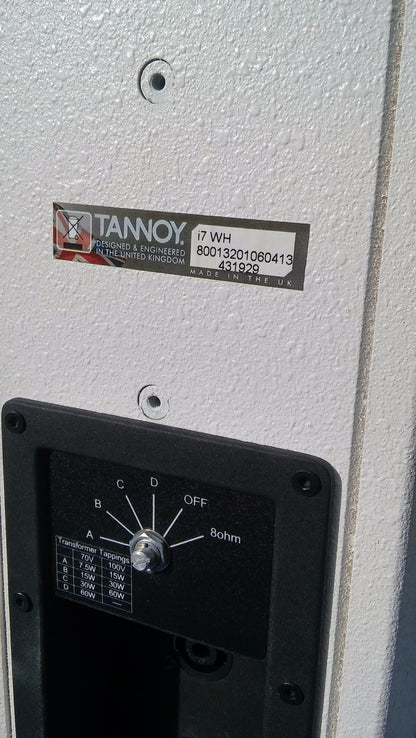 TANNOY.
DESIGNED & ENGINEERED
IN THE UNITED KINGDOM
i7 WH
80013201060413
431929
MADE IN THE UK
A
B
C
D
OFF
8ohm
Transformer Tappings
70V 100V
A 7.5W 15W
B 15W 30W
C 30W 60W
D 60W —